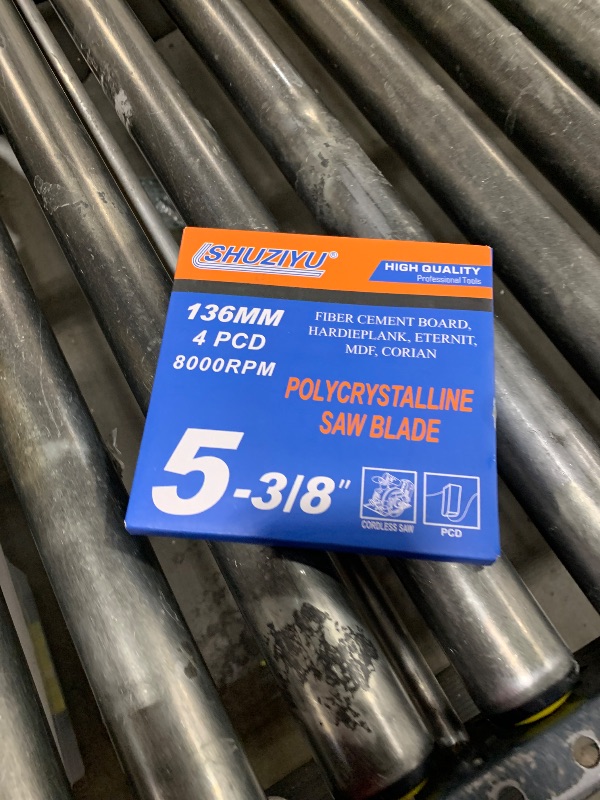 SHUZIYU®
HIGH QUALITY
Professional Tools
136MM
4 PCD
8000RPM
FIBER CEMENT BOARD,
HARDIEPLANK, ETERNIT,
MDF, CORIAN
POLYCRYSTALLINE
SAW BLADE
5-3/8"
CORDLESS SAW
PCD